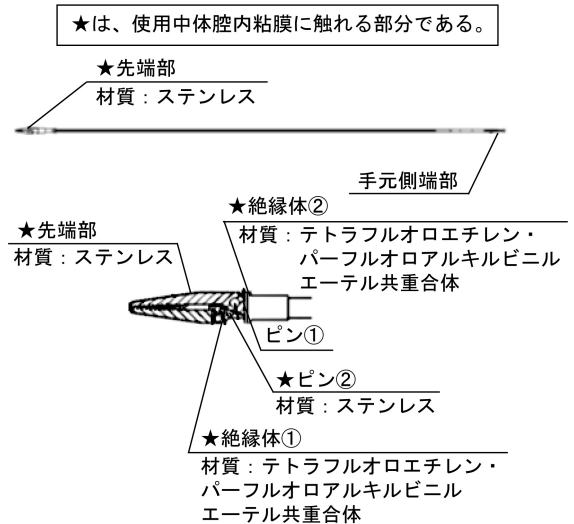 ★は、使用中体腔内粘膜に触れる部分である。
★先端部
材質：ステンレス
手元側端部
★絶縁体②
材質：テトラフルオロエチレン・
パーフルオロアルキルビニル
エーテル共重合体
★先端部
材質：ステンレス
ピン①
★ピン②
材質：ステンレス
★絶縁体①
材質：テトラフルオロエチレン・
パーフルオロアルキルビニル
エーテル共重合体